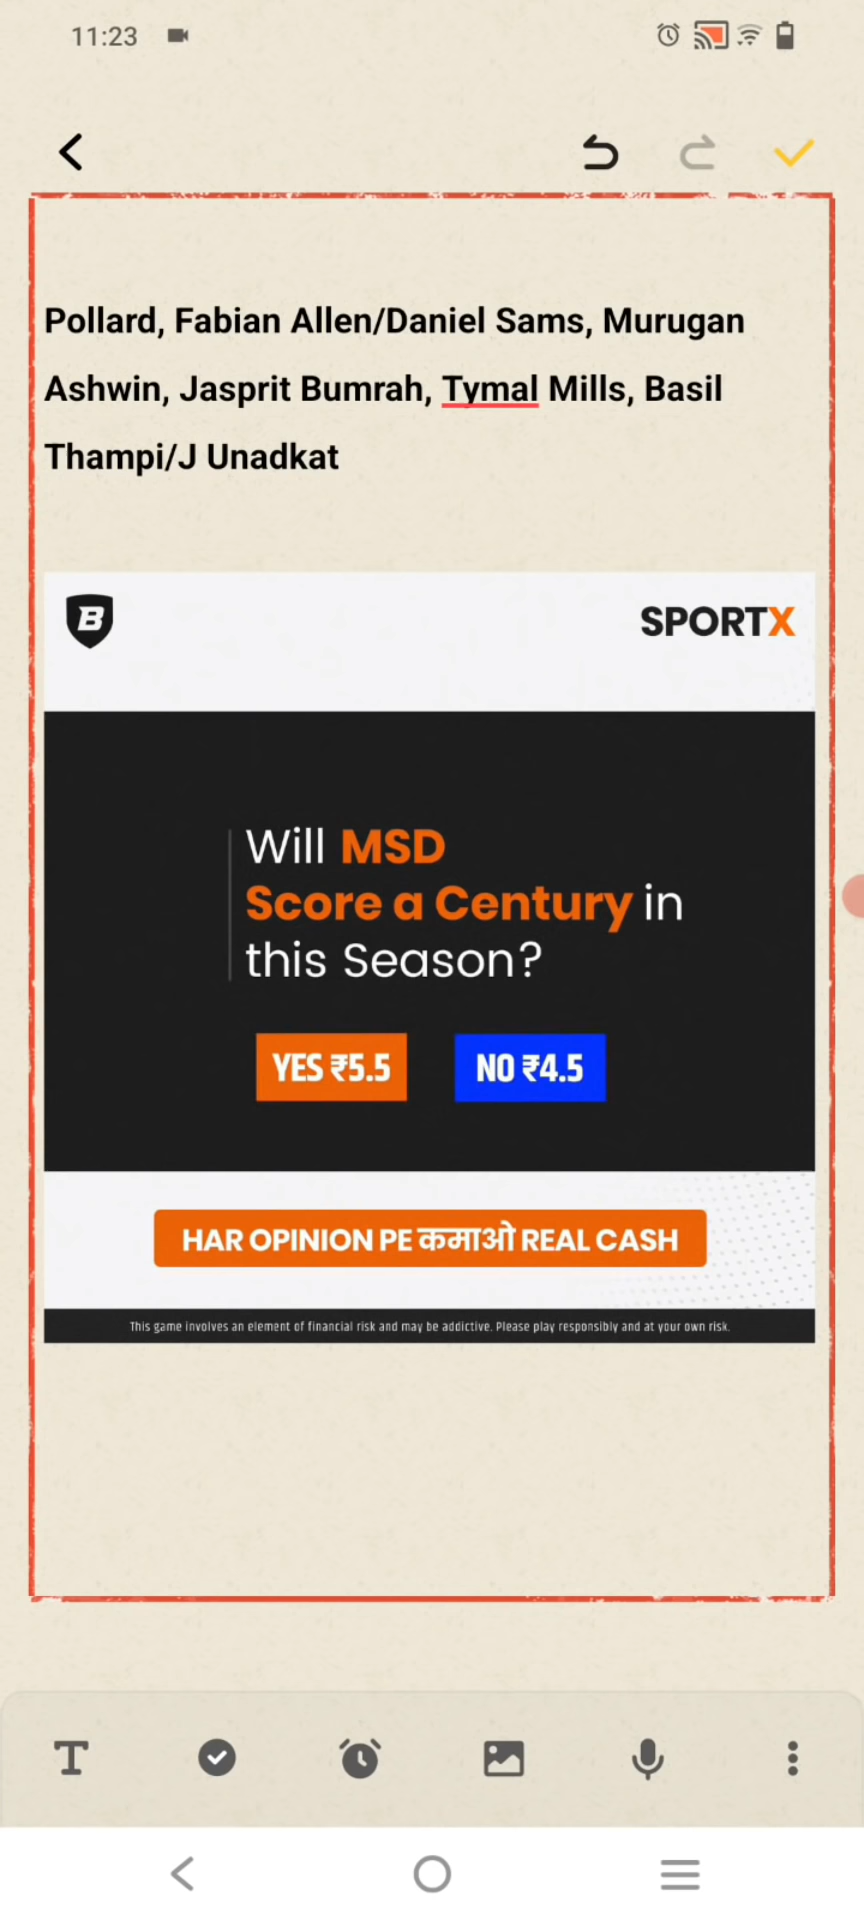 11:23
Pollard, Fabian Allen/Daniel Sams, Murugan
Ashwin, Jasprit Bumrah, Tymal Mills, Basil
Thampi/J Unadkat
B
SPORTX
Will MSD
Score a Century in
this Season?
YES ₹5.5
NO ₹4.5
HAR OPINION PE कमाओ REAL CASH
This game involves an element of financial risk and may be addictive. Please play responsibly and at your own risk.
T